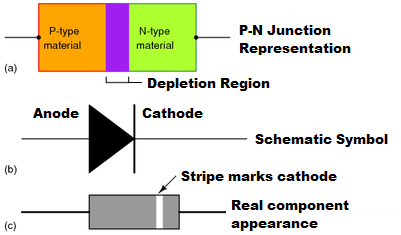 P-type
material
N-type
material
P-N Junction
Representation
(a)
Depletion Region
Anode
Cathode
Schematic Symbol
(b)
Stripe marks cathode
Real component
appearance
(c)